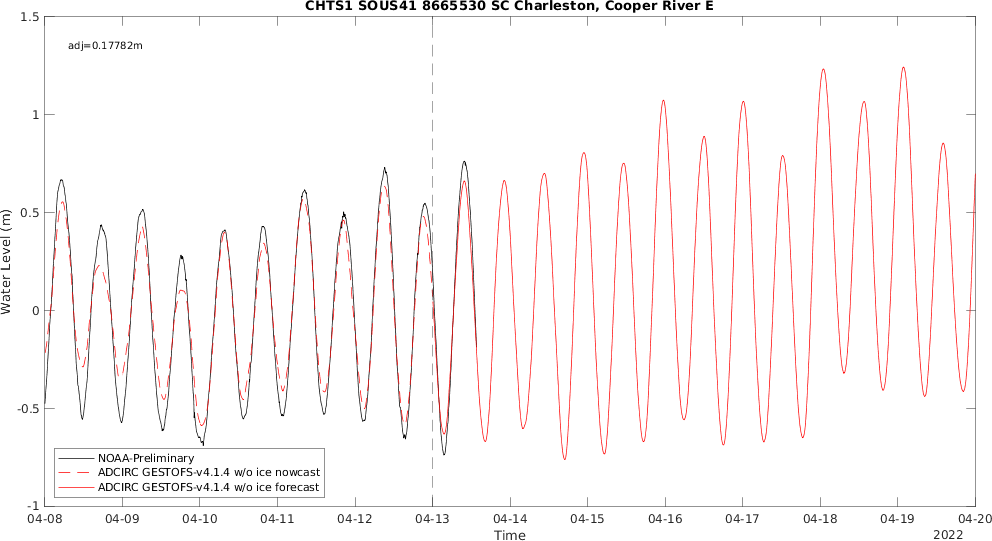 CHTS1 SOUS41 8665530 SC Charleston, Cooper River E
adj=0.17782m
1.5
1
0.5
0
-0.5
-1
Water Level (m)
NOAA-Preliminary
ADCIRC GESTOFS-v4.1.4 w/o ice nowcast
ADCIRC GESTOFS-v4.1.4 w/o ice forecast
04-08 04-09 04-10 04-11 04-12 04-13 04-14 04-15 04-16 04-17 04-18 04-19 04-20
Time
2022